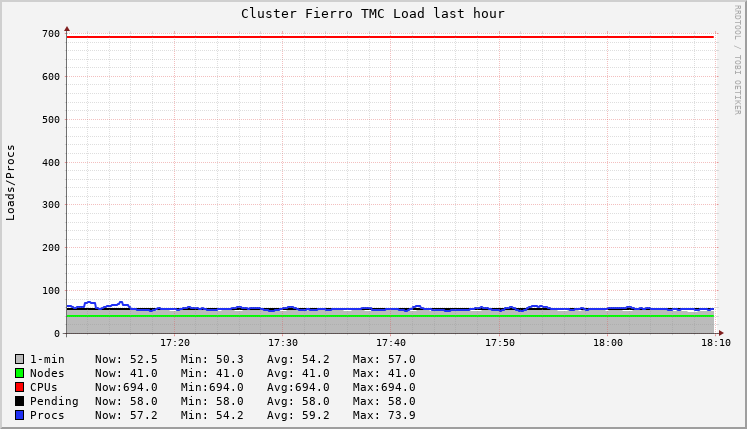 Cluster Fierro TMC Load last hour
RRDTOOL / TOBI OETIKER
Loads/Procs
700
600
500
400
300
200
100
0
17:20 17:30 17:40 17:50 18:00 18:10
1-min Now: 52.5 Min: 50.3 Avg: 54.2 Max: 57.0
Nodes Now: 41.0 Min: 41.0 Avg: 41.0 Max: 41.0
CPUs Now:694.0 Min:694.0 Avg:694.0 Max:694.0
Pending Now: 58.0 Min: 58.0 Avg: 58.0 Max: 58.0
Procs Now: 57.2 Min: 54.2 Avg: 59.2 Max: 73.9